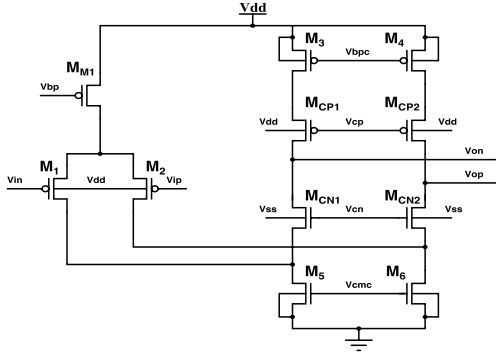 Vdd
M3 Vbpc M4
MM1
Vbp
MCP1 MCP2
Vdd Vcp Vdd
Von
M1 M2
Vin Vdd Vip
Vop
MCN1 MCN2
Vss Vcn Vss
M5 M6
Vcmc